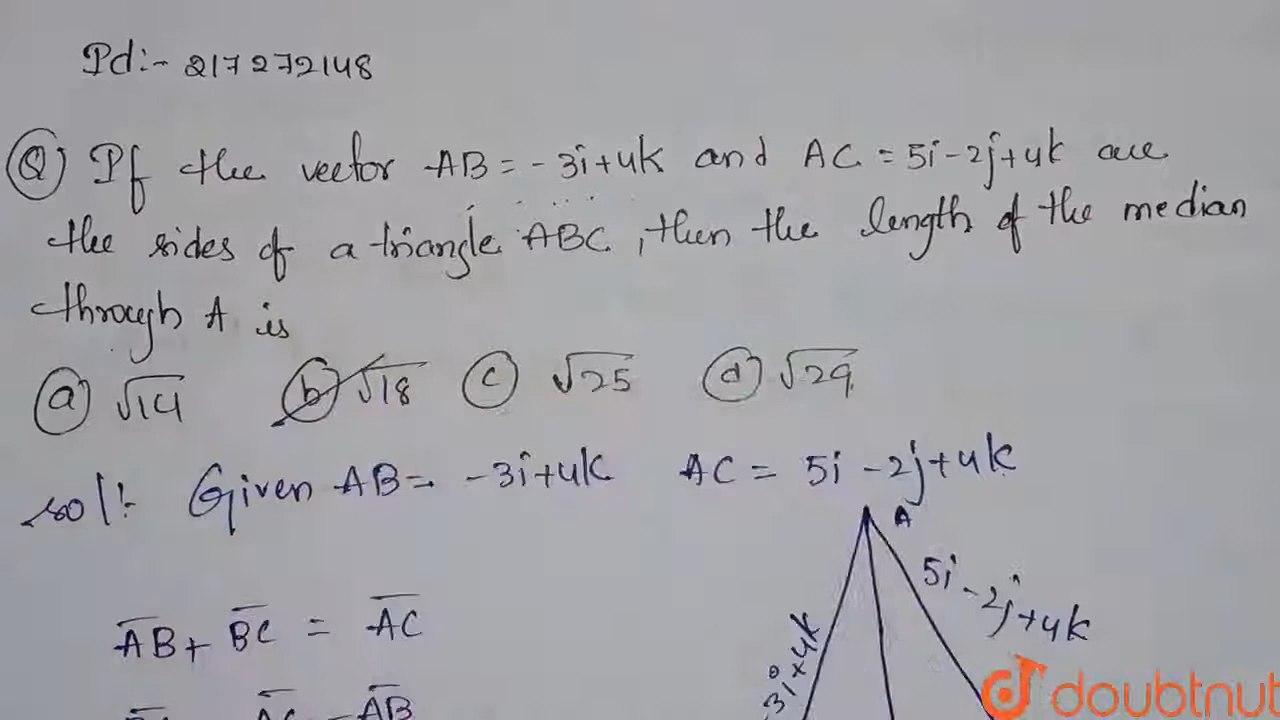 Pd:- 217272148
Q) If the vector AB = -3i+4k and AC = 5i-2j+4k are
the sides of a triangle ABC, then the length of the median
through A is
a) √14 b) √18 c) √25 d) √29
Sol:- Given AB = -3i+4k AC = 5i-2j+4k
A
5i-2j+4k
3i+4k
AB + BC = AC
AC - AB
doubtnut